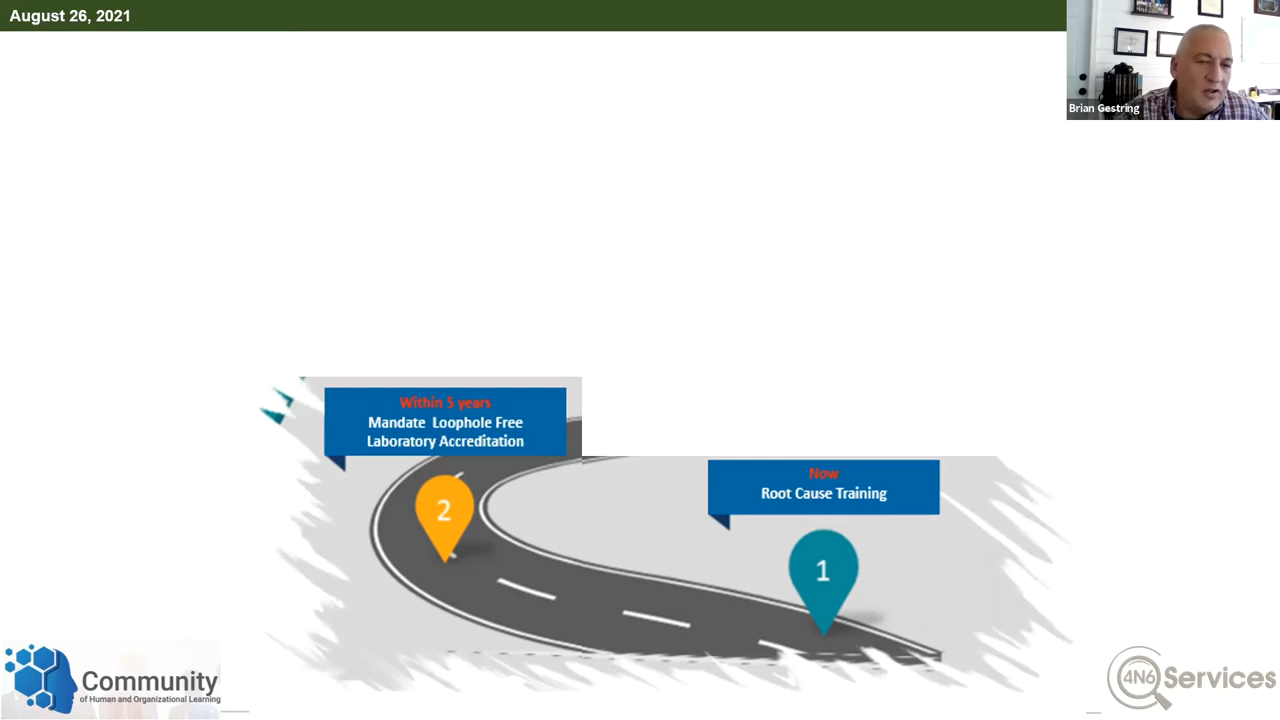 August 26, 2021
Brian Gestring
Within 5 years
Mandate Loophole Free
Laboratory Accreditation
Now
Root Cause Training
2
1
Community
of Human and Organizational Learning
4N6 Services